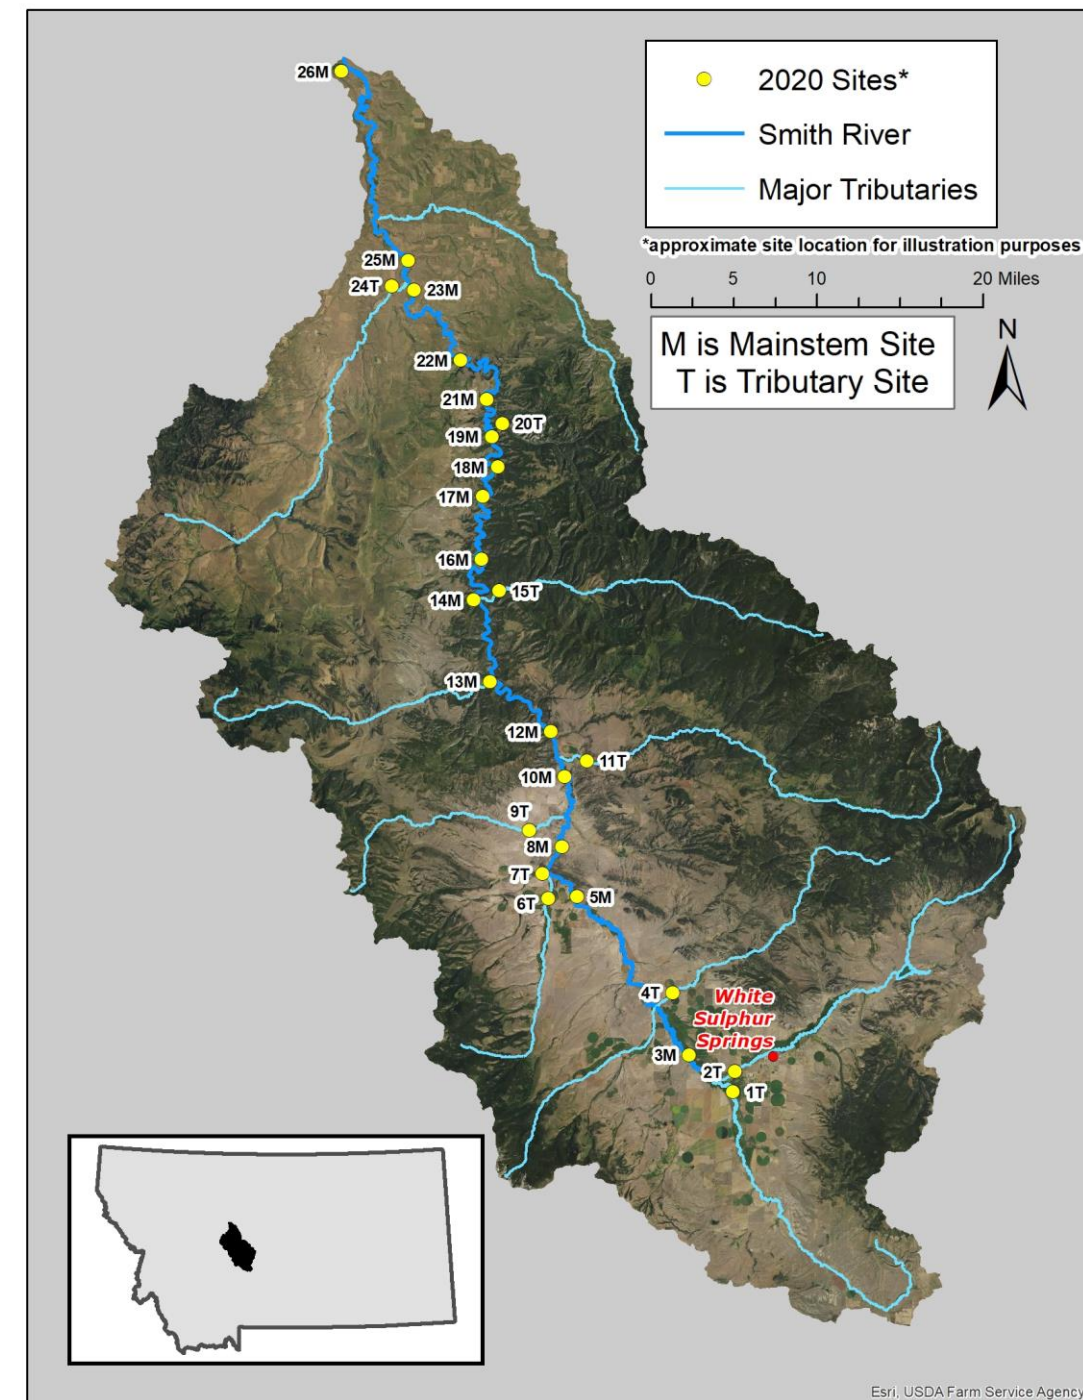 2020 Sites*
Smith River
Major Tributaries
*approximate site location for illustration purposes
0 5 10 20 Miles
M is Mainstem Site
T is Tributary Site
N
26M
25M
24T
23M
22M
21M
20T
19M
18M
17M
16M
15T
14M
13M
12M
11T
10M
9T
8M
7T
6T
5M
4T
White
Sulphur
Springs
3M
2T
1T
Esri, USDA Farm Service Agency